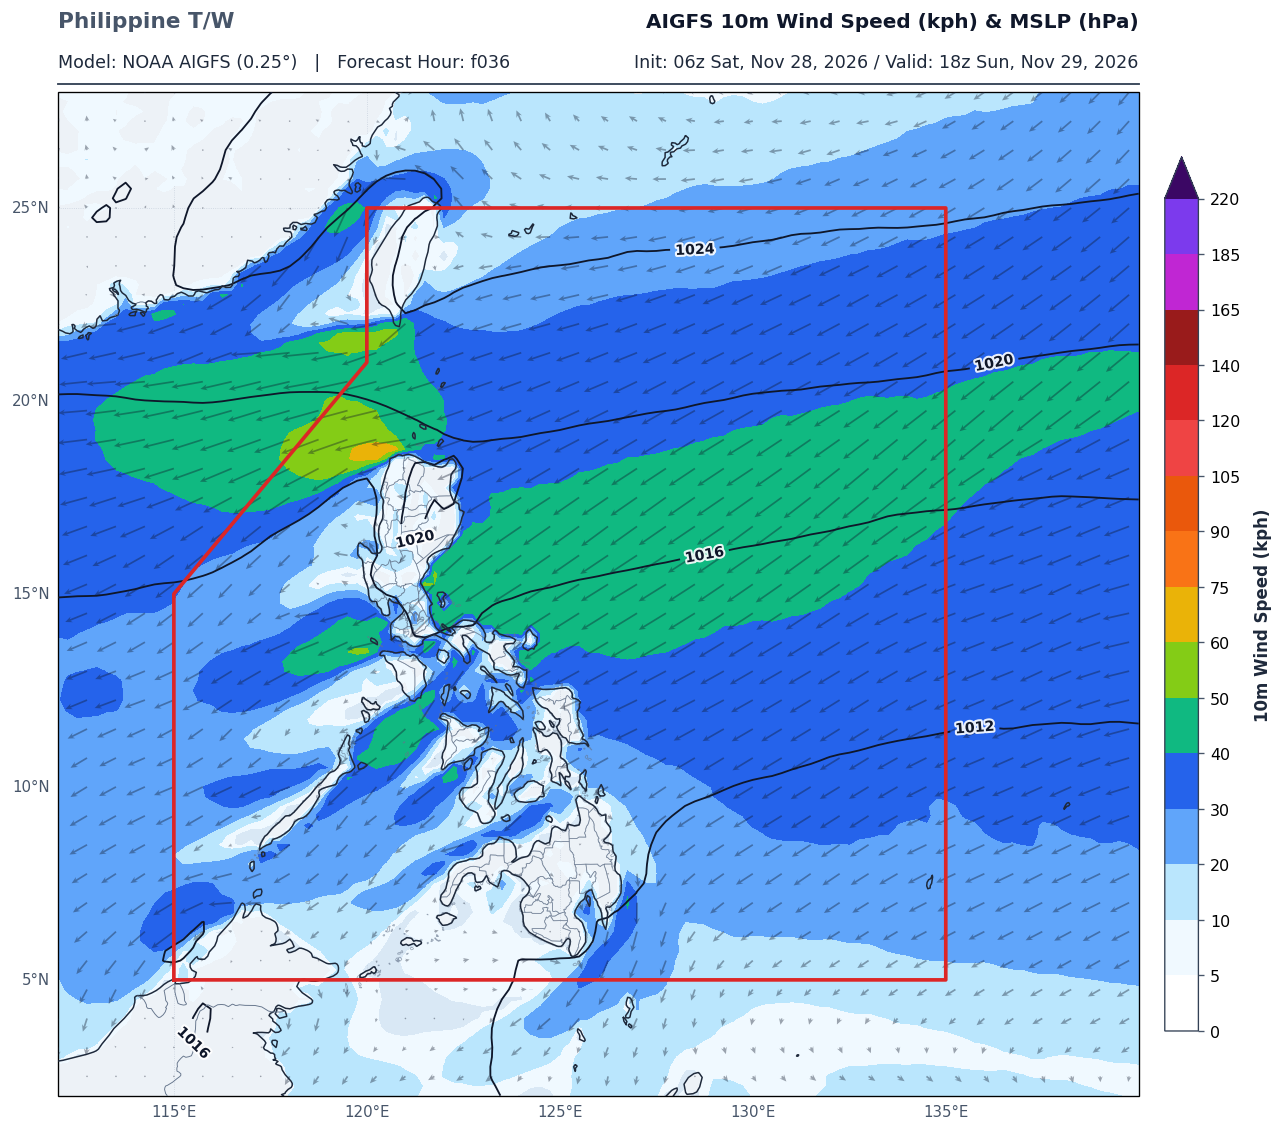 Philippine T/W
AIGFS 10m Wind Speed (kph) & MSLP (hPa)
Model: NOAA AIGFS (0.25°) | Forecast Hour: f036
Init: 06z Sat, Nov 28, 2026 / Valid: 18z Sun, Nov 29, 2026
25°N
20°N
15°N
10°N
5°N
1024
1020
1020
1016
1012
1016
115°E
120°E
125°E
130°E
135°E
220
185
165
140
120
105
90
75
60
50
40
30
20
10
5
0
10m Wind Speed (kph)